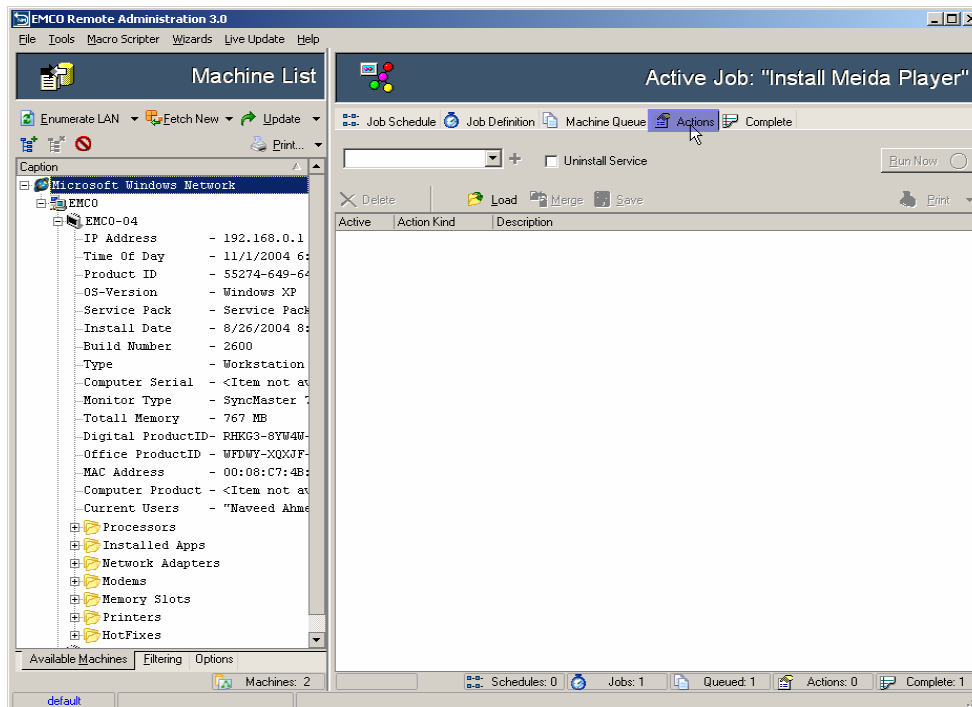 EMCO Remote Administration 3.0
File Tools Macro Scripter Wizards Live Update Help
Machine List
Active Job: "Install Meida Player"
Enumerate LAN Fetch New Update
Print...
Job Schedule Job Definition Machine Queue Actions Complete
Uninstall Service
Run Now
Delete Load Merge Save Print
Active Action Kind Description
Caption
Microsoft Windows Network
EMCO
EMCO-04
IP Address - 192.168.0.1
Time Of Day - 11/1/2004 6:
Product ID - 55274-649-64
OS-Version - Windows XP
Service Pack - Service Pack
Install Date - 8/26/2004 8:
Build Number - 2600
Type - Workstation
Computer Serial - <Item not av
Monitor Type - SyncMaster 7
Totall Memory - 767 MB
Digital ProductID- RHKG3-8YW4W-
Office ProductID - WFDWY-XQXJF-
MAC Address - 00:08:C7:4B:
Computer Product - <Item not av
Current Users - "Naveed Ahme
Processors
Installed Apps
Network Adapters
Modems
Memory Slots
Printers
HotFixes
Available Machines Filtering Options
Machines: 2
Schedules: 0 Jobs: 1 Queued: 1 Actions: 0 Complete: 1
default